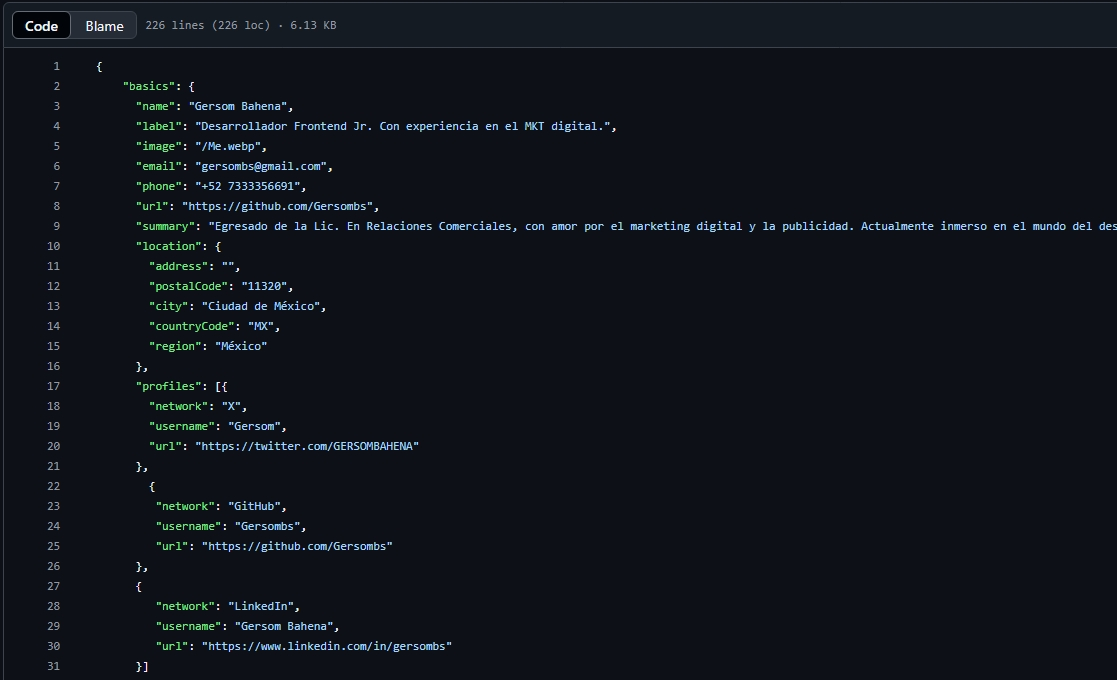 Code Blame 226 lines (226 loc) · 6.13 KB
1 {
2 "basics": {
3 "name": "Gersom Bahena",
4 "label": "Desarrollador Frontend Jr. Con experiencia en el MKT digital.",
5 "image": "/Me.webp",
6 "email": "gersombs@gmail.com",
7 "phone": "+52 7333356691",
8 "url": "https://github.com/Gersombs",
9 "summary": "Egresado de la Lic. En Relaciones Comerciales, con amor por el marketing digital y la publicidad. Actualmente inmerso en el mundo del des
10 "location": {
11 "address": "",
12 "postalCode": "11320",
13 "city": "Ciudad de México",
14 "countryCode": "MX",
15 "region": "México"
16 },
17 "profiles": [{
18 "network": "X",
19 "username": "Gersom",
20 "url": "https://twitter.com/GERSOMBAHENA"
21 },
22 {
23 "network": "GitHub",
24 "username": "Gersombs",
25 "url": "https://github.com/Gersombs"
26 },
27 {
28 "network": "LinkedIn",
29 "username": "Gersom Bahena",
30 "url": "https://www.linkedin.com/in/gersombs"
31 }]